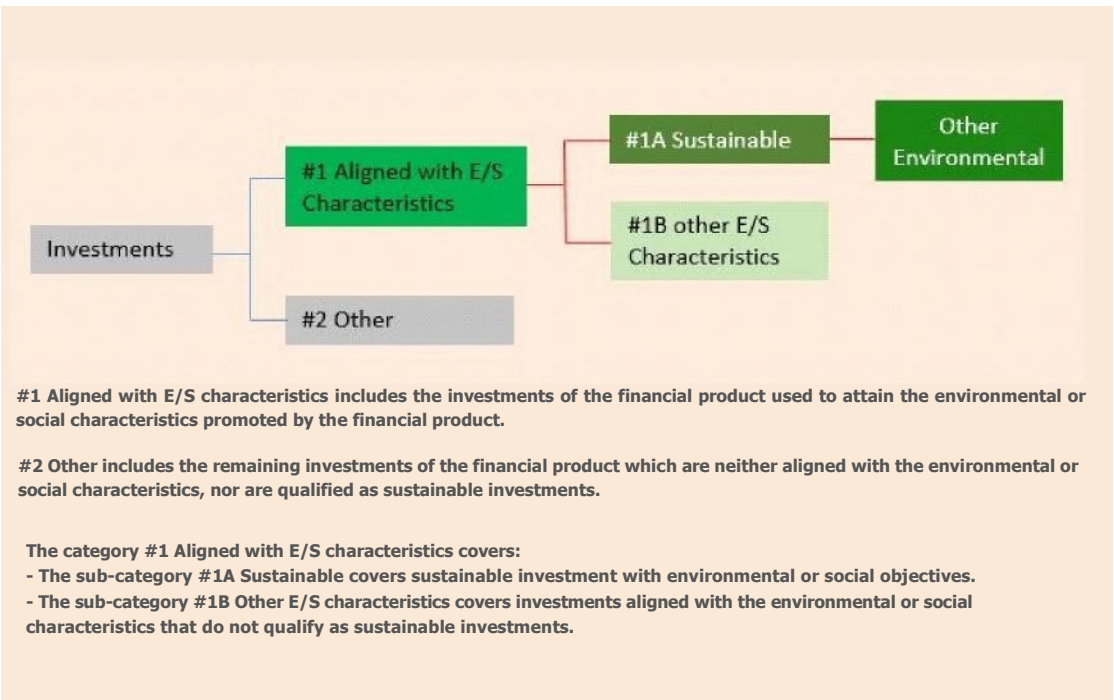 #1A Sustainable
Other
Environmental
#1 Aligned with E/S
Characteristics
#1B other E/S
Characteristics
Investments
#2 Other
#1 Aligned with E/S characteristics includes the investments of the financial product used to attain the environmental or
social characteristics promoted by the financial product.
#2 Other includes the remaining investments of the financial product which are neither aligned with the environmental or
social characteristics, nor are qualified as sustainable investments.
The category #1 Aligned with E/S characteristics covers:
- The sub-category #1A Sustainable covers sustainable investment with environmental or social objectives.
- The sub-category #1B Other E/S characteristics covers investments aligned with the environmental or social
characteristics that do not qualify as sustainable investments.